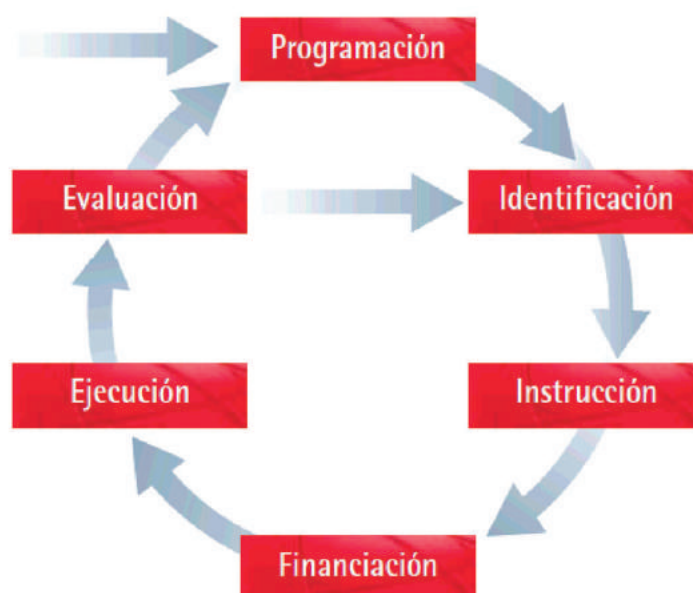 Programación
Evaluación
Identificación
Ejecución
Instrucción
Financiación